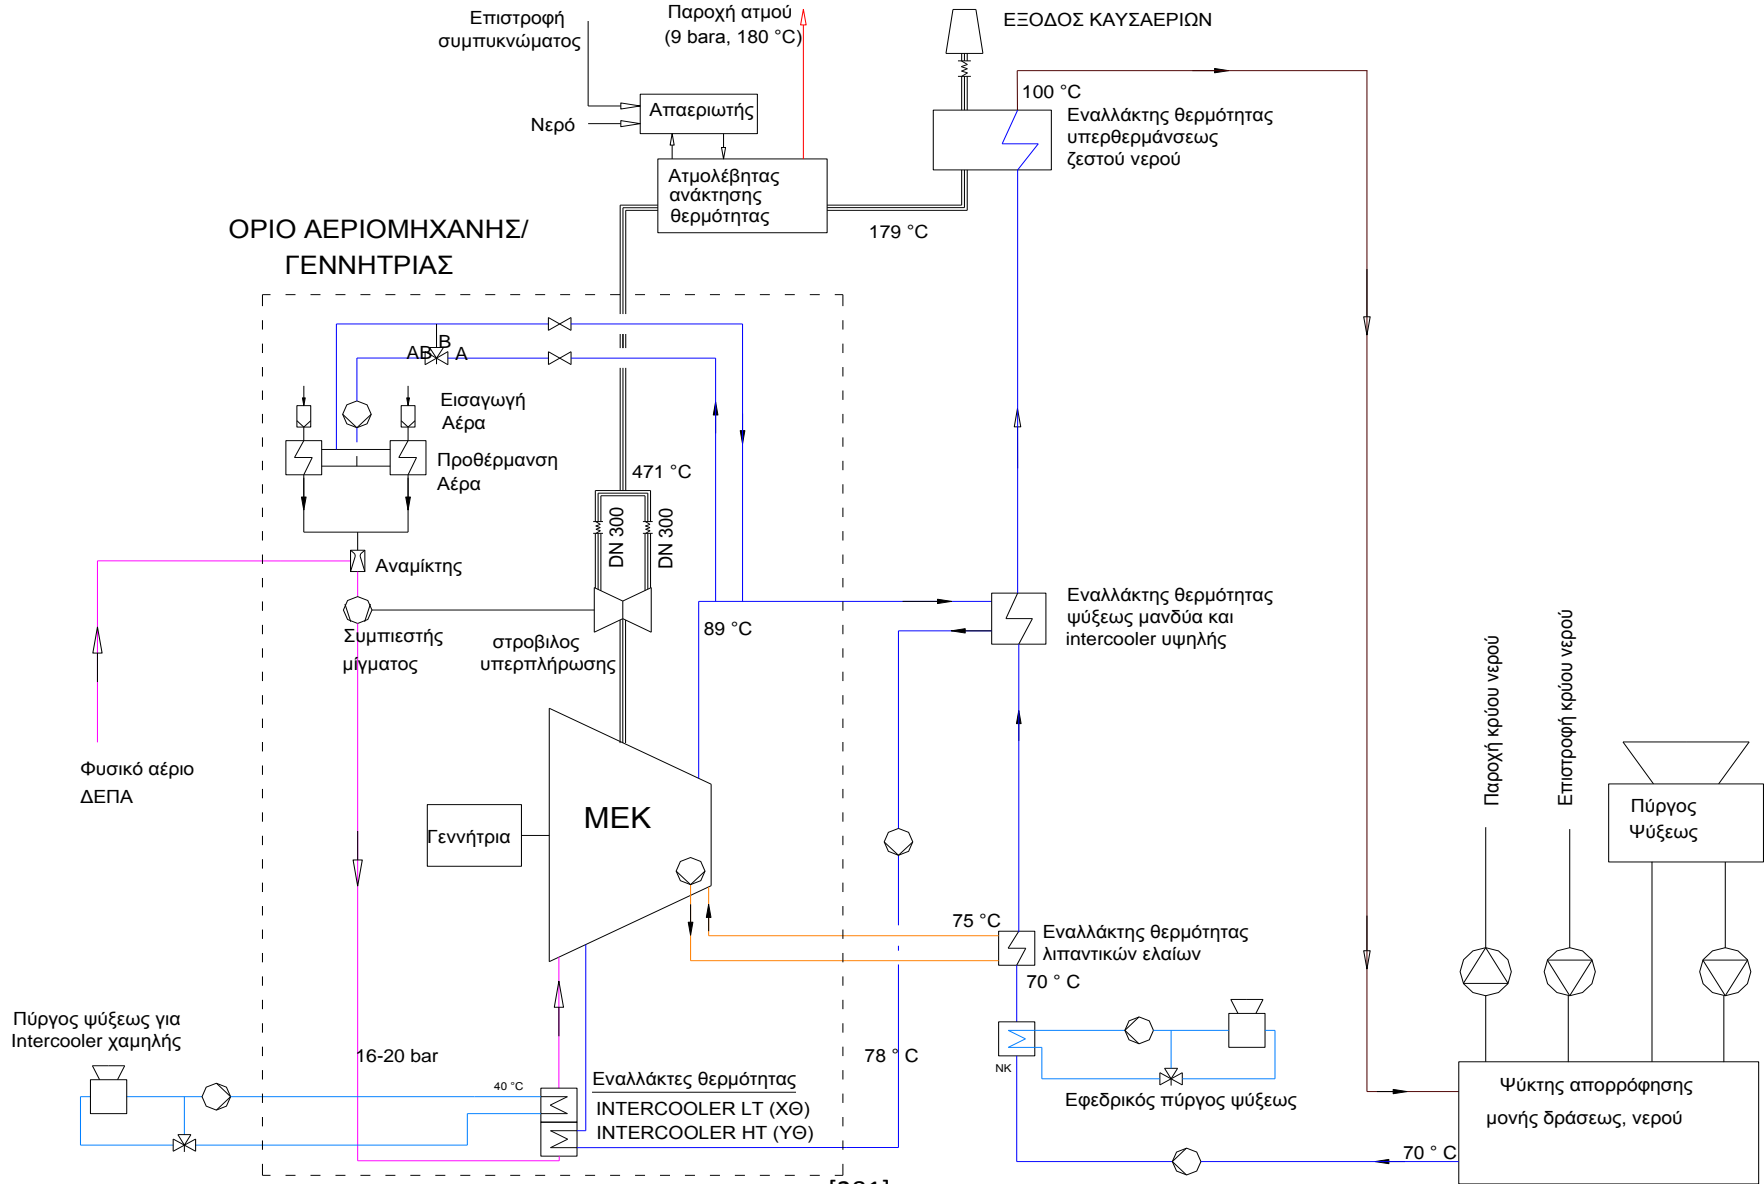 Επιστροφή
συμπυκνώματος
Παροχή ατμού
(9 bara, 180 °C)
ΕΞΟΔΟΣ ΚΑΥΣΑΕΡΙΩΝ
100 °C
Εναλλάκτης θερμότητας
υπερθερμάνσεως
ζεστού νερού
Απαεριωτής
Νερό
Ατμολέβητας
ανάκτησης
θερμότητας
179 °C
ΟΡΙΟ ΑΕΡΙΟΜΗΧΑΝΗΣ/
ΓΕΝΝΗΤΡΙΑΣ
B
AB
A
Εισαγωγή
Αέρα
Προθέρμανση
Αέρα
471 °C
DN 300
DN 300
Αναμίκτης
Συμπιεστής
μίγματος
στροβιλος
υπερπλήρωσης
89 °C
Εναλλάκτης θερμότητας
ψύξεως μανδύα και
intercooler υψηλής
Φυσικό αέριο
ΔΕΠΑ
Γεννήτρια
ΜΕΚ
Παροχή κρύου νερού
Επιστροφή κρύου νερού
Πύργος
Ψύξεως
75 °C
Εναλλάκτης θερμότητας
λιπαντικών ελαίων
70 ° C
Πύργος ψύξεως για
Intercooler χαμηλής
16-20 bar
40 °C
Εναλλάκτες θερμότητας
INTERCOOLER LT (ΧΘ)
INTERCOOLER HT (ΥΘ)
78 ° C
NK
Εφεδρικός πύργος ψύξεως
Ψύκτης απορρόφησης
μονής δράσεως, νερού
70 ° C